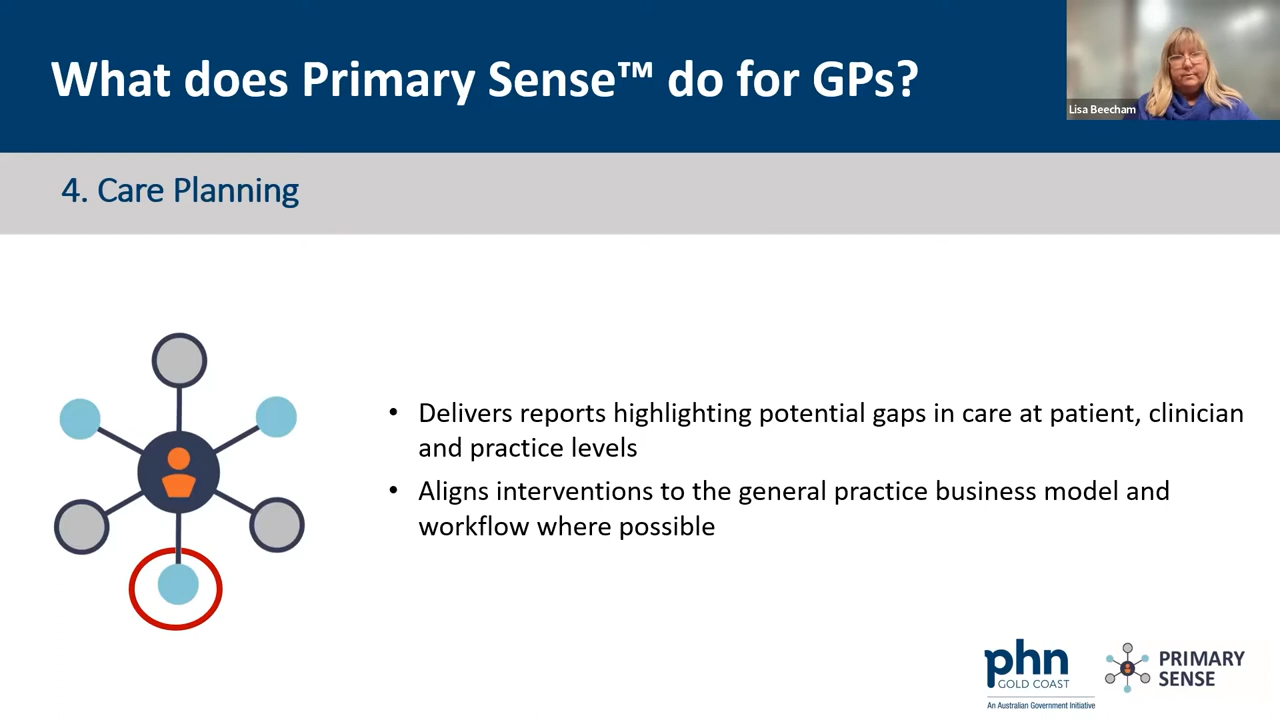 What does Primary Sense™ do for GPs?
Lisa Beecham
4. Care Planning
• Delivers reports highlighting potential gaps in care at patient, clinician
and practice levels
• Aligns interventions to the general practice business model and
workflow where possible
phn
GOLD COAST
An Australian Government Initiative
PRIMARY
SENSE